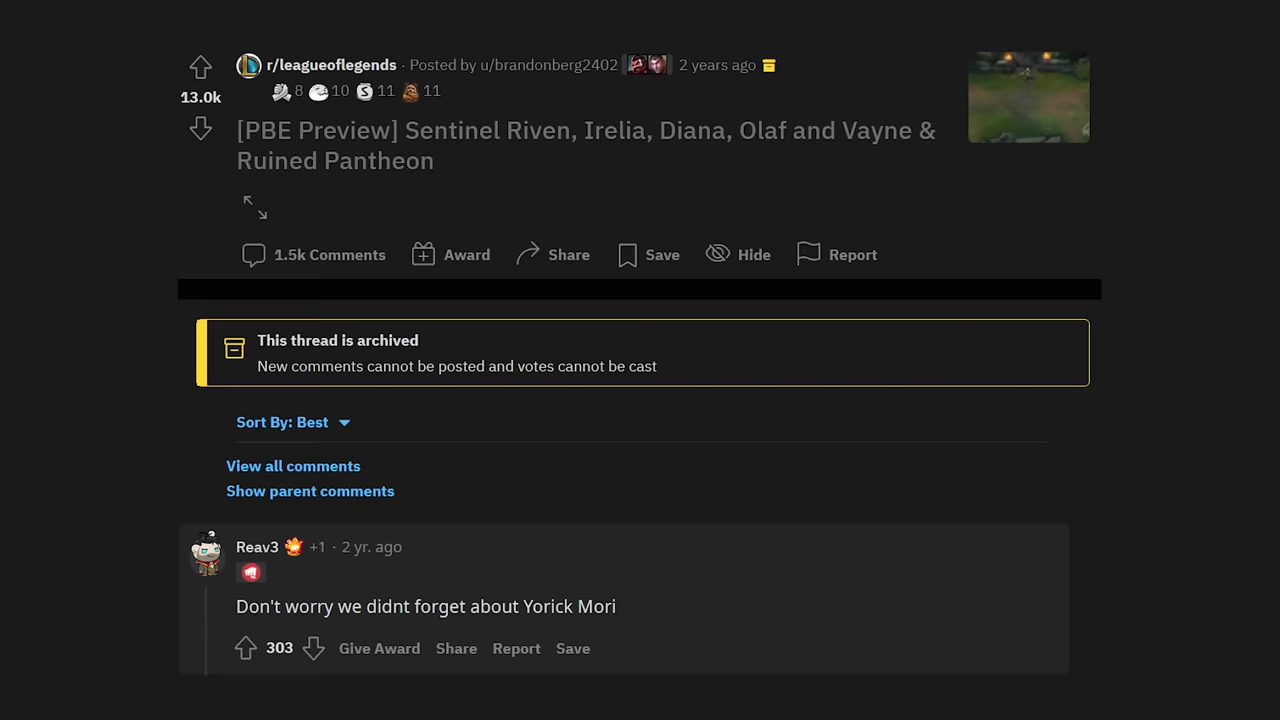 r/leagueoflegends · Posted by u/brandonberg2402 2 years ago
13.0k
8 10 11 11
[PBE Preview] Sentinel Riven, Irelia, Diana, Olaf and Vayne &
Ruined Pantheon
1.5k Comments Award Share Save Hide Report
This thread is archived
New comments cannot be posted and votes cannot be cast
Sort By: Best
View all comments
Show parent comments
Reav3 +1 · 2 yr. ago
Don't worry we didnt forget about Yorick Mori
303 Give Award Share Report Save